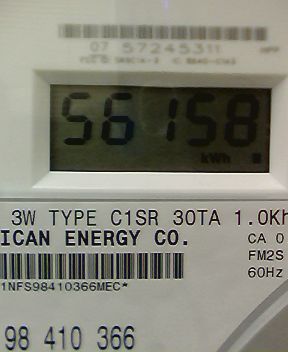 07 57245311
56158
kWh
3W TYPE C1SR 30TA 1.0Kh
ICAN ENERGY CO.
CA 0
FM2S
60Hz
1NFS98410366MEC*
98 410 366